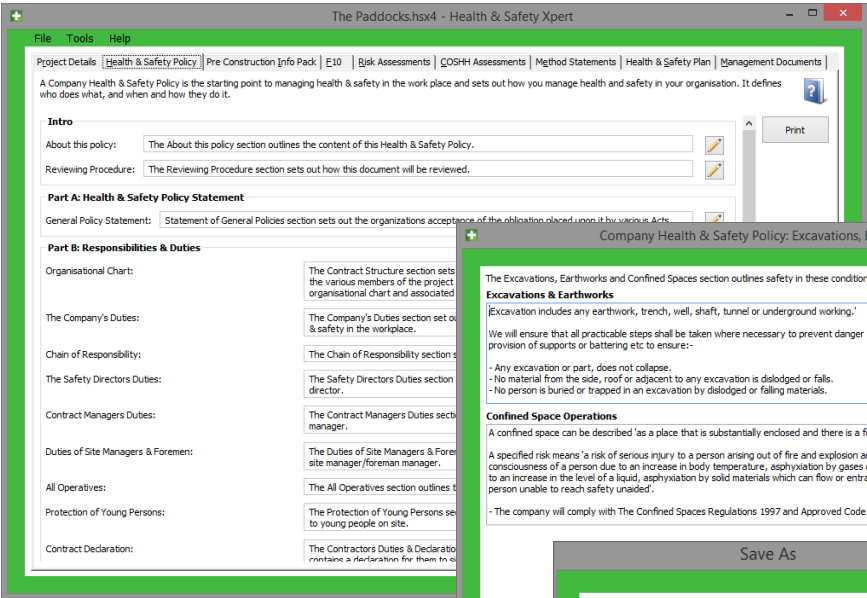 The Paddocks.hsx4 - Health & Safety Xpert
File Tools Help
Project Details Health & Safety Policy Pre Construction Info Pack F10 Risk Assessments COSHH Assessments Method Statements Health & Safety Plan Management Documents
A Company Health & Safety Policy is the starting point to managing health & safety in the work place and sets out how you manage health and safety in your organisation. It defines
who does what, and when and how they do it.
Print
Intro
About this policy: The About this policy section outlines the content of this Health & Safety Policy.
Reviewing Procedure: The Reviewing Procedure section sets out how this document will be reviewed.
Part A: Health & Safety Policy Statement
General Policy Statement: Statement of General Policies section sets out the organizations acceptance of the obligation placed upon it by various Acts
Part B: Responsibilities & Duties
Organisational Chart: The Contract Structure section sets
the various members of the project
organisational chart and associated
The Company's Duties: The Company's Duties section set ou
& safety in the workplace.
Chain of Responsibility: The Chain of Responsibility section s
The Safety Directors Duties: The Safety Directors Duties section
director.
Contract Managers Duties: The Contract Managers Duties secti
manager.
Duties of Site Managers & Foremen: The Duties of Site Managers & Forem
site manager/foreman manager.
All Operatives: The All Operatives section outlines t
Protection of Young Persons: The Protection of Young Persons se
to young people on site.
Contract Declaration: The Contractors Duties & Declaratio
contains a declaration for them to si
Company Health & Safety Policy: Excavations,
The Excavations, Earthworks and Confined Spaces section outlines safety in these condition
Excavations & Earthworks
Excavation includes any earthwork, trench, well, shaft, tunnel or underground working.'
We will ensure that all practicable steps shall be taken where necessary to prevent danger
provision of supports or battering etc to ensure:-
- Any excavation or part, does not collapse.
- No material from the side, roof or adjacent to any excavation is dislodged or falls.
- No person is buried or trapped in an excavation by dislodged or falling materials.
Confined Space Operations
A confined space can be described 'as a place that is substantially enclosed and there is a f
A specified risk means 'a risk of serious injury to a person arising out of fire and explosion a
consciousness of a person due to an increase in body temperature, asphyxiation by gases
to an increase in the level of a liquid, asphyxiation by solid materials which can flow or entra
person unable to reach safety unaided'.
- The company will comply with The Confined Spaces Regulations 1997 and Approved Code
Save As